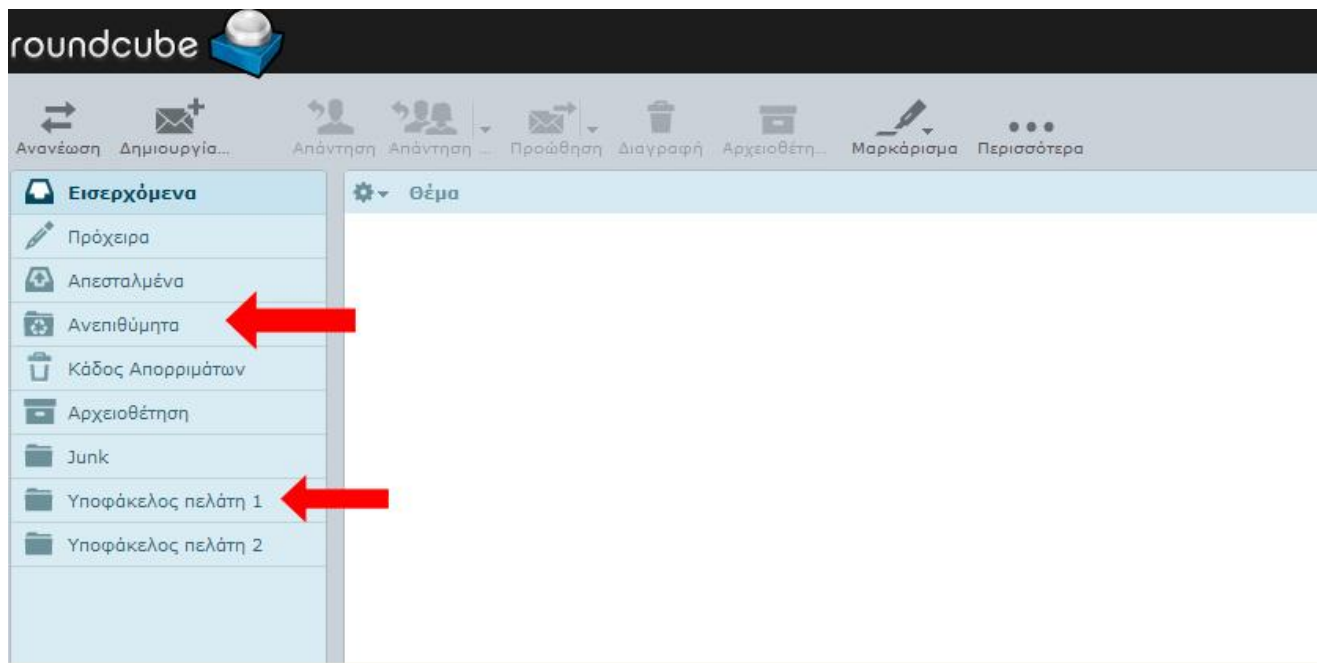 roundcube
Ανανέωση Δημιουργία... Απάντηση Απάντηση ... Προώθηση Διαγραφή Αρχειοθέτη... Μαρκάρισμα Περισσότερα
Εισερχόμενα
Θέμα
Πρόχειρα
Απεσταλμένα
Ανεπιθύμητα
Κάδος Απορριμάτων
Αρχειοθέτηση
Junk
Υποφάκελος πελάτη 1
Υποφάκελος πελάτη 2